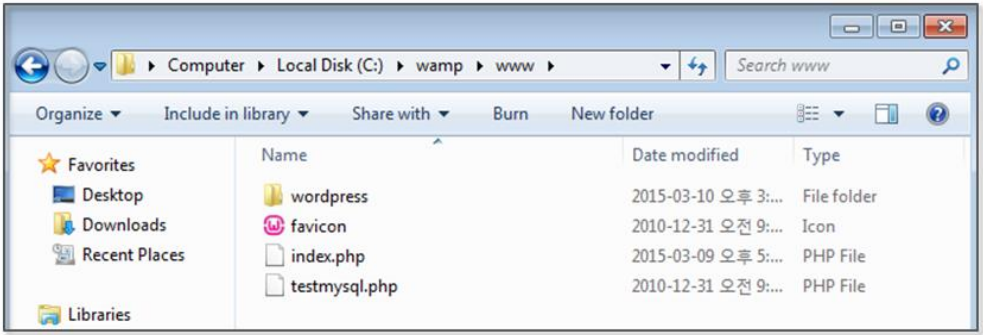 Computer Local Disk (C:) wamp www Search www
Organize Include in library Share with Burn New folder
Favorites
Desktop
Downloads
Recent Places
Libraries
Name Date modified Type
wordpress 2015-03-10 오후 3:... File folder
favicon 2010-12-31 오전 9:... Icon
index.php 2015-03-09 오후 5:... PHP File
testmysql.php 2010-12-31 오전 9:... PHP File